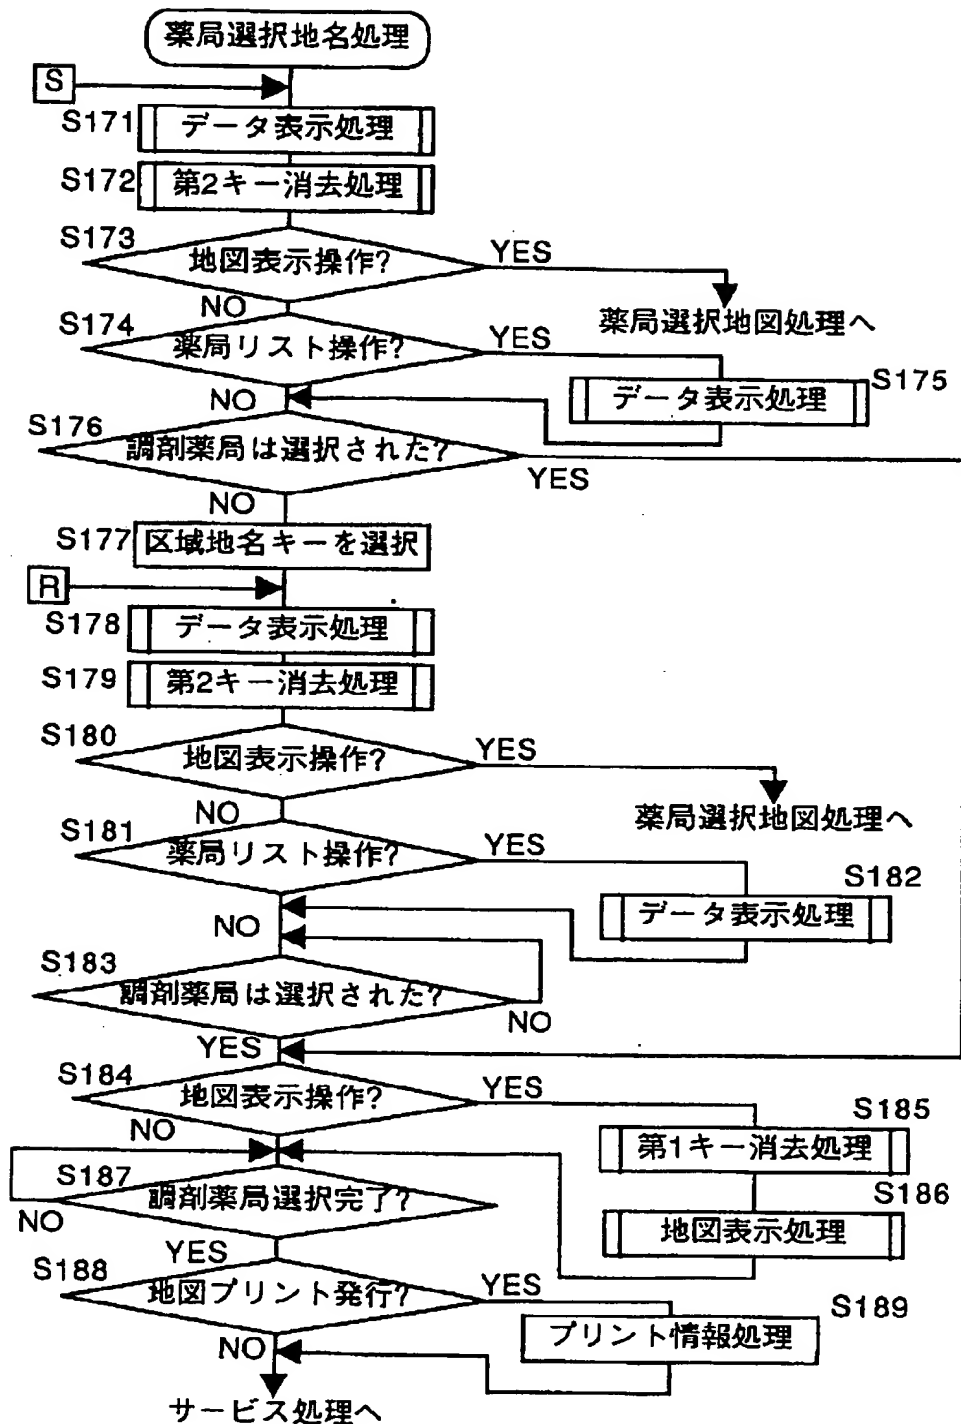 薬局選択地名処理
S
S171
データ表示処理
S172
第2キー消去処理
S173
地図表示操作?
YES
NO
薬局選択地図処理へ
S174
薬局リスト操作?
YES
S175
データ表示処理
NO
S176
調剤薬局は選択された?
YES
NO
S177
区域地名キーを選択
R
S178
データ表示処理
S179
第2キー消去処理
S180
地図表示操作?
YES
NO
薬局選択地図処理へ
S181
薬局リスト操作?
YES
S182
データ表示処理
NO
S183
調剤薬局は選択された?
NO
YES
S184
地図表示操作?
YES
S185
第1キー消去処理
NO
S186
地図表示処理
S187
調剤薬局選択完了?
NO
YES
S188
地図プリント発行?
YES
S189
プリント情報処理
NO
サービス処理へ